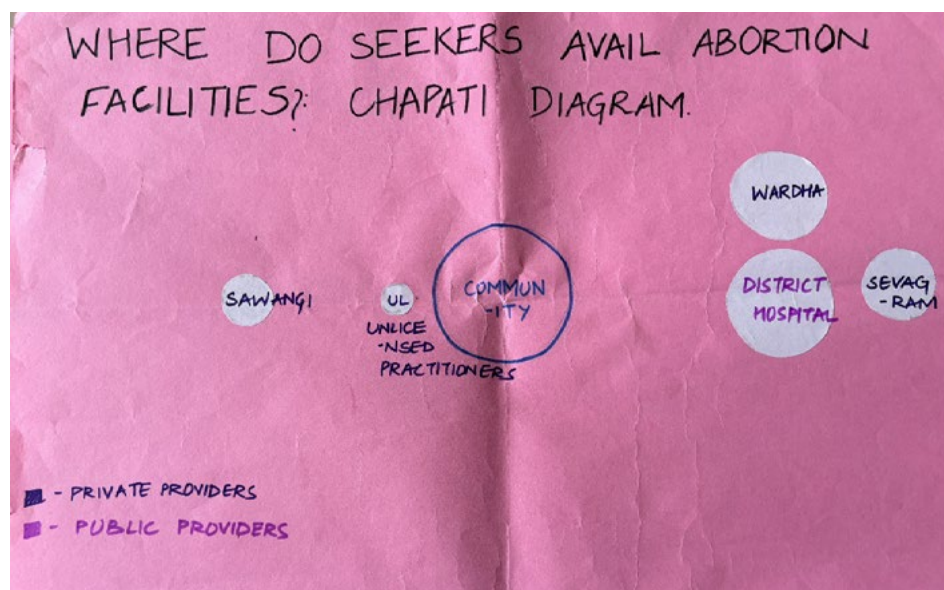 WHERE DO SEEKERS AVAIL ABORTION
FACILITIES?: CHAPATI DIAGRAM.
WARDHA
SAWANGI
UL
UNLICE
-NSED
PRACTITIONERS
COMMUN
-ITY
DISTRICT
HOSPITAL
SEVAG
-RAM
- PRIVATE PROVIDERS
- PUBLIC PROVIDERS